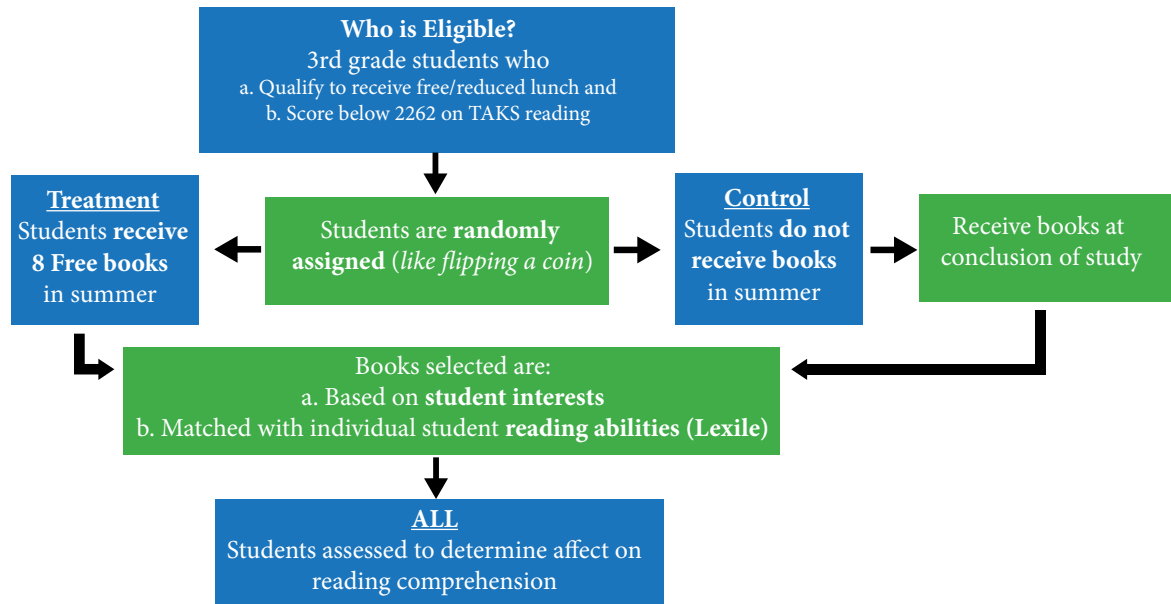 Who is Eligible?
3rd grade students who
a. Qualify to receive free/reduced lunch and
b. Score below 2262 on TAKS reading
Treatment
Students receive
8 Free books
in summer
Students are randomly
assigned (like flipping a coin)
Control
Students do not
receive books
in summer
Receive books at
conclusion of study
Books selected are:
a. Based on student interests
b. Matched with individual student reading abilities (Lexile)
ALL
Students assessed to determine affect on
reading comprehension